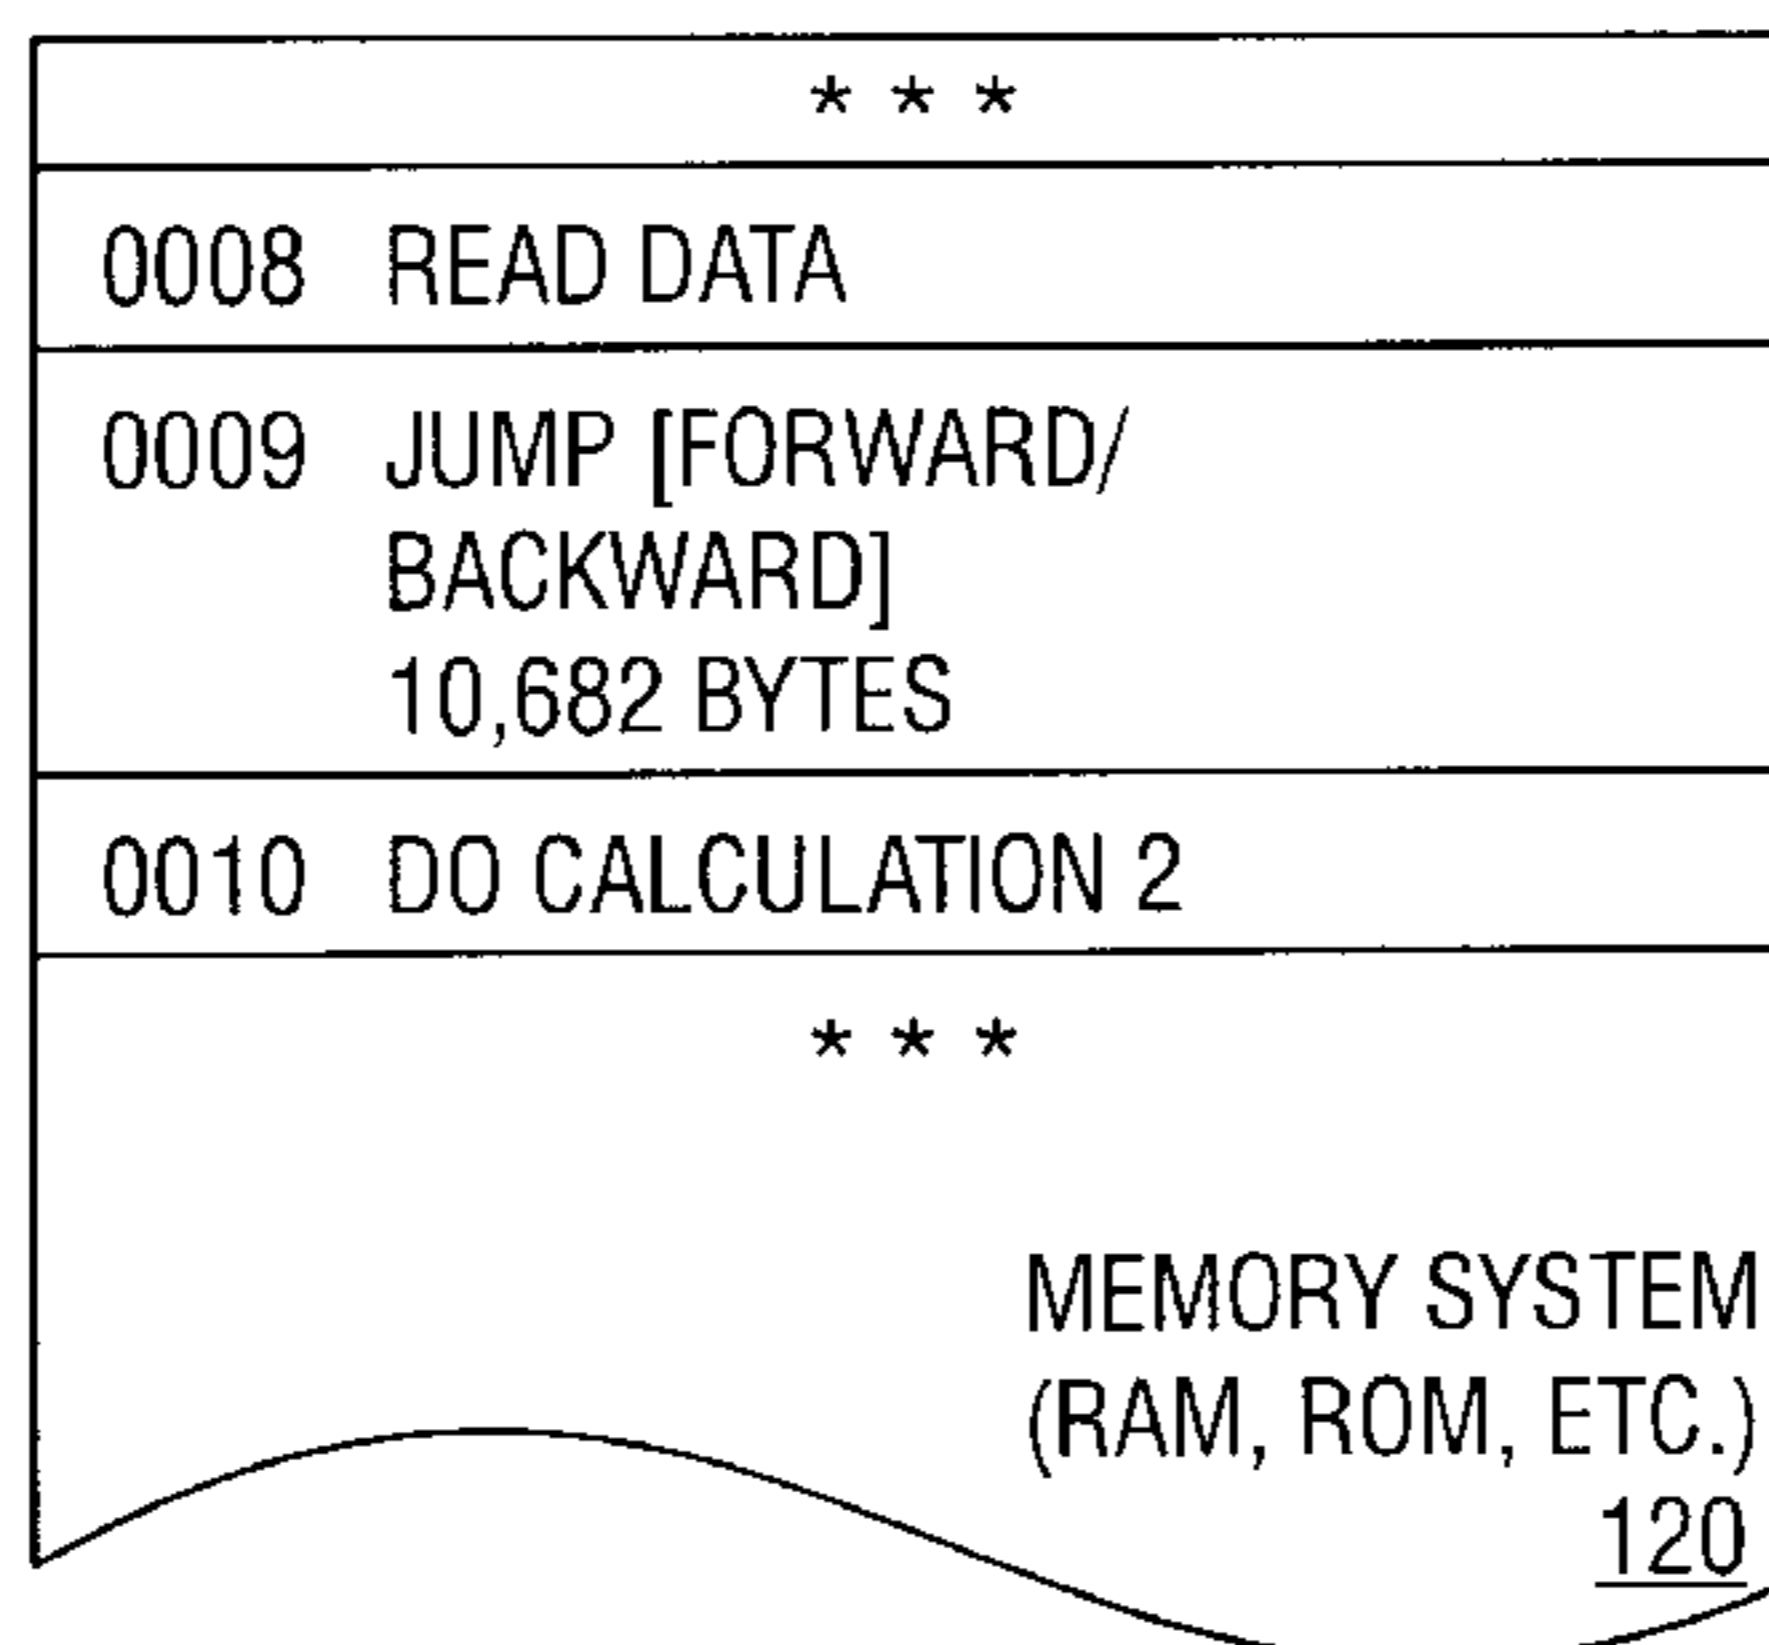 * * *
0008 READ DATA
0009 JUMP [FORWARD/
BACKWARD]
10,682 BYTES
0010 DO CALCULATION 2
* * *
MEMORY SYSTEM
(RAM, ROM, ETC.)
120